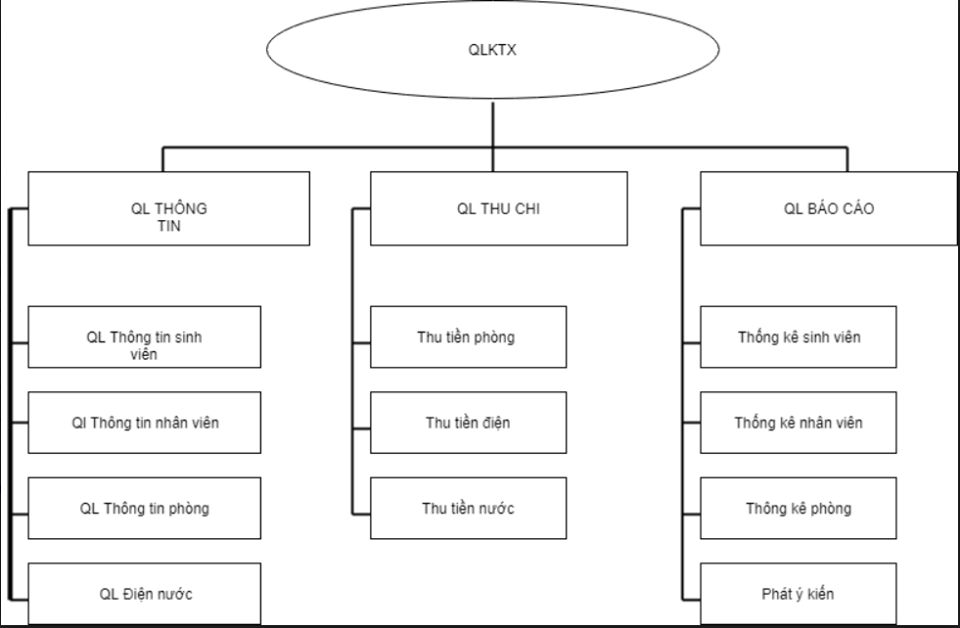 QLKTX
QL THÔNG
TIN
QL THU CHI
QL BÁO CÁO
QL Thông tin sinh
viên
Thu tiền phòng
Thống kê sinh viên
Ql Thông tin nhân viên
Thu tiền điện
Thống kê nhân viên
QL Thông tin phòng
Thu tiền nước
Thông kê phòng
QL Điện nước
Phát ý kiến